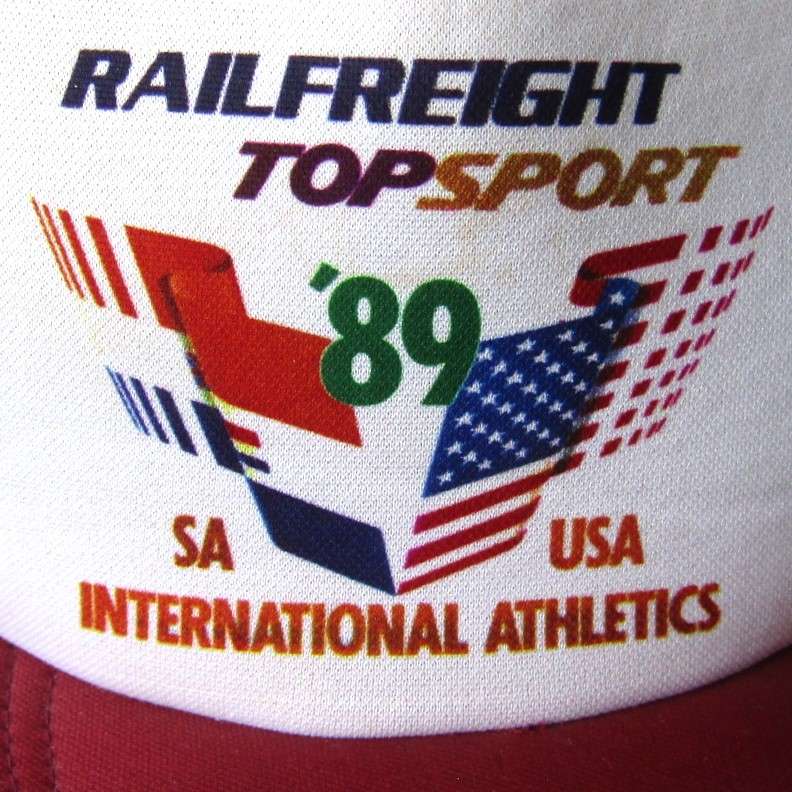 RAILFREIGHT
TOPSPORT
'89
SA USA
INTERNATIONAL ATHLETICS